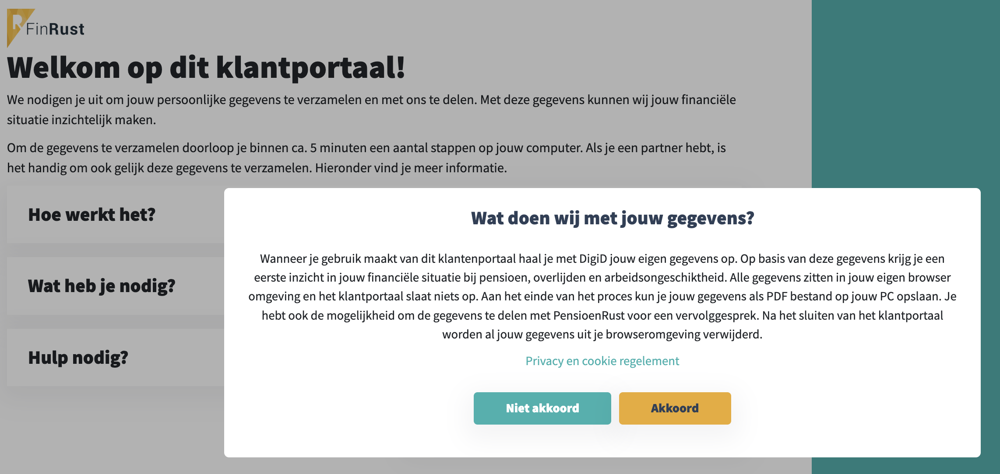 FinRust
Welkom op dit klantportaal!
We nodigen je uit om jouw persoonlijke gegevens te verzamelen en met ons te delen. Met deze gegevens kunnen wij jouw financiële
situatie inzichtelijk maken.
Om de gegevens te verzamelen doorloop je binnen ca. 5 minuten een aantal stappen op jouw computer. Als je een partner hebt, is
het handig om ook gelijk deze gegevens te verzamelen. Hieronder vind je meer informatie.
Hoe werkt het?
Wat heb je nodig?
Hulp nodig?
Wat doen wij met jouw gegevens?
Wanneer je gebruik maakt van dit klantenportaal haal je met DigiD jouw eigen gegevens op. Op basis van deze gegevens krijg je een
eerste inzicht in jouw financiële situatie bij pensioen, overlijden en arbeidsongeschiktheid. Alle gegevens zitten in jouw eigen browser
omgeving en het klantportaal slaat niets op. Aan het einde van het proces kun je jouw gegevens als PDF bestand op jouw PC opslaan. Je
hebt ook de mogelijkheid om de gegevens te delen met PensioenRust voor een vervolggesprek. Na het sluiten van het klantportaal
worden al jouw gegevens uit je browseromgeving verwijderd.
Privacy en cookie regelement
Niet akkoord
Akkoord